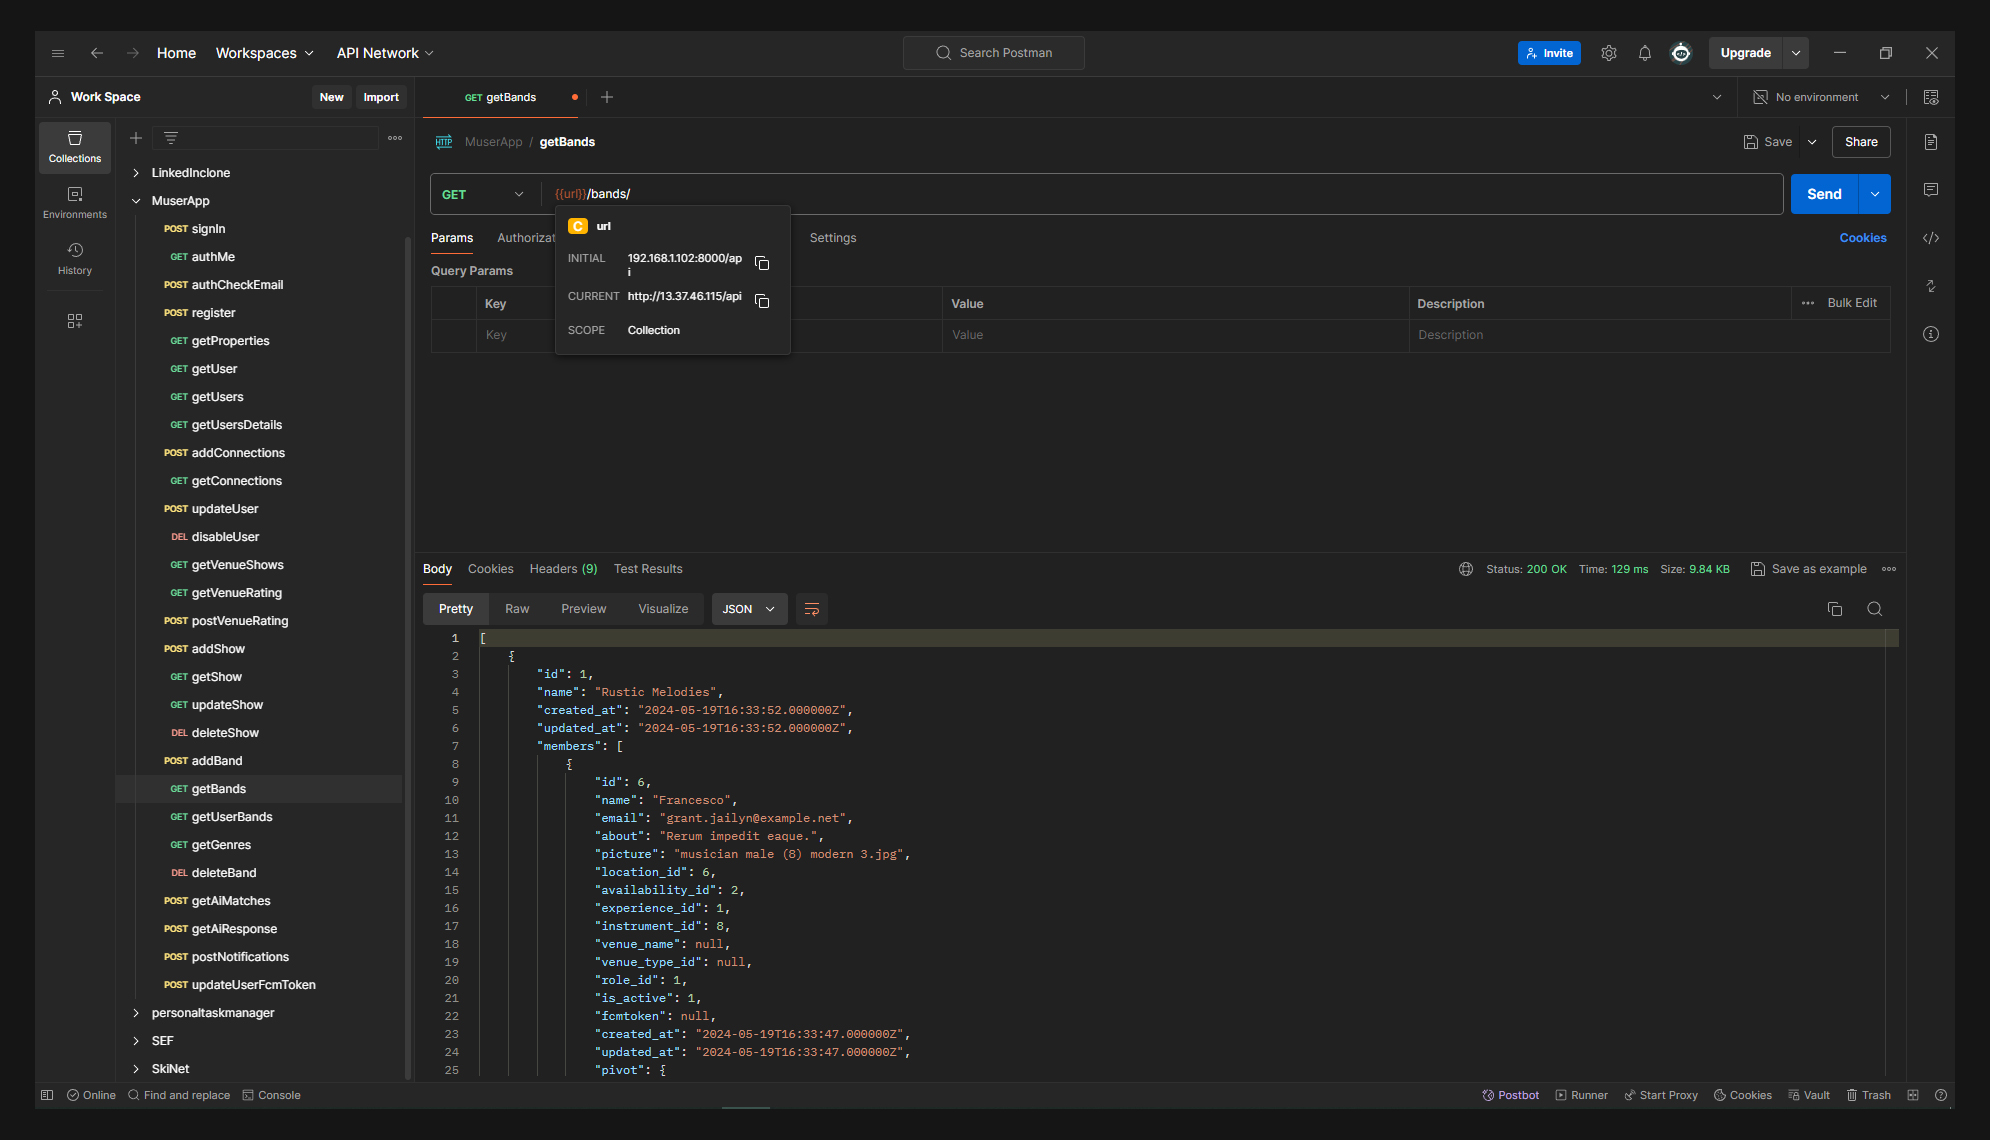 Home Workspaces API Network Search Postman Invite Upgrade
Work Space New Import GET getBands No environment
Collections
Environments
History
LinkedInclone
MuserApp
POST signIn
GET authMe
POST authCheckEmail
POST register
GET getProperties
GET getUser
GET getUsers
GET getUsersDetails
POST addConnections
GET getConnections
POST updateUser
DEL disableUser
GET getVenueShows
GET getVenueRating
POST postVenueRating
POST addShow
GET getShow
GET updateShow
DEL deleteShow
POST addBand
GET getBands
GET getUserBands
GET getGenres
DEL deleteBand
POST getAiMatches
POST getAiResponse
POST postNotifications
POST updateUserFcmToken
personaltaskmanager
SEF
SkiNet
HTTP MuserApp / getBands Save Share
GET {{url}}/bands/ Send
C url
Params Authorizat Settings Cookies
INITIAL 192.168.1.102:8000/ap
i
CURRENT http://13.37.46.115/api
SCOPE Collection
Query Params
Key Value Description Bulk Edit
Key Value Description
Body Cookies Headers (9) Test Results Status: 200 OK Time: 129 ms Size: 9.84 KB Save as example
Pretty Raw Preview Visualize JSON
1 [
2 {
3 "id": 1,
4 "name": "Rustic Melodies",
5 "created_at": "2024-05-19T16:33:52.000000Z",
6 "updated_at": "2024-05-19T16:33:52.000000Z",
7 "members": [
8 {
9 "id": 6,
10 "name": "Francesco",
11 "email": "grant.jailyn@example.net",
12 "about": "Rerum impedit eaque.",
13 "picture": "musician male (8) modern 3.jpg",
14 "location_id": 6,
15 "availability_id": 2,
16 "experience_id": 1,
17 "instrument_id": 8,
18 "venue_name": null,
19 "venue_type_id": null,
20 "role_id": 1,
21 "is_active": 1,
22 "fcmtoken": null,
23 "created_at": "2024-05-19T16:33:47.000000Z",
24 "updated_at": "2024-05-19T16:33:47.000000Z",
25 "pivot": {
Online Find and replace Console Postbot Runner Start Proxy Cookies Vault Trash